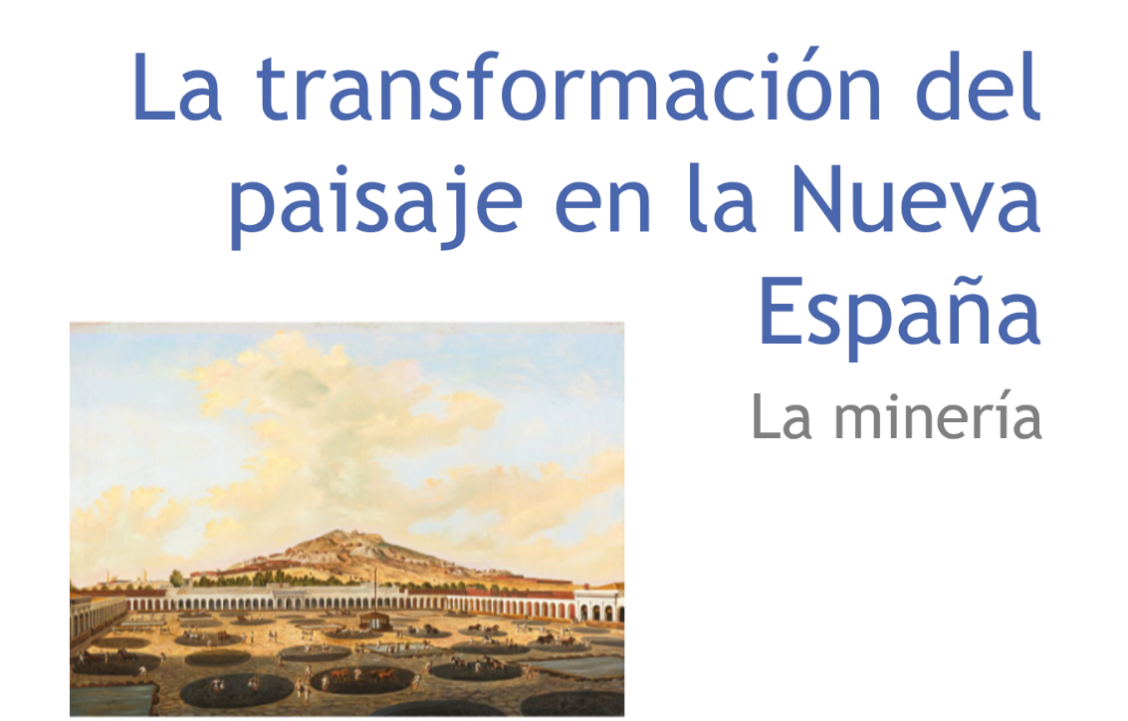 La transformación del
paisaje en la Nueva
España
La minería